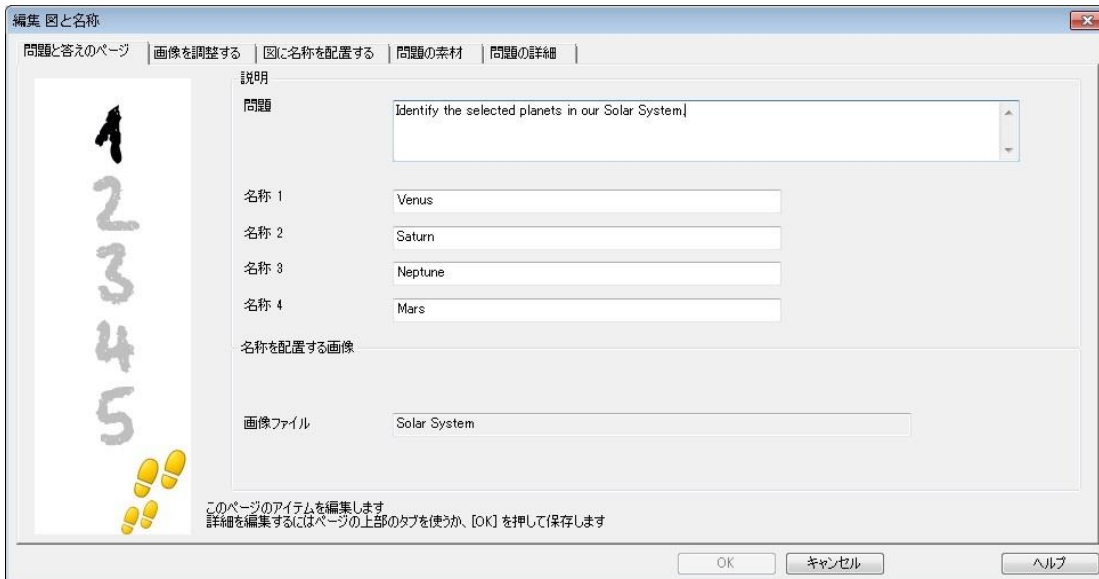 編集 図と名称
問題と答えのページ
画像を調整する
図に名称を配置する
問題の素材
問題の詳細
1
2
3
4
5
説明
問題
Identify the selected planets in our Solar System.
名称 1
Venus
名称 2
Saturn
名称 3
Neptune
名称 4
Mars
名称を配置する画像
画像ファイル
Solar System
このページのアイテムを編集します
詳細を編集するにはページの上部のタブを使うか、[OK] を押して保存します
OK
キャンセル
ヘルプ